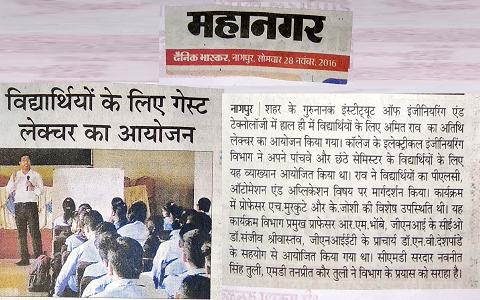 महानगर
दैनिक भास्कर, नागपुर, सोमवार 28 नवंबर, 2016
विद्यार्थियों के लिए गेस्ट
लेक्चर का आयोजन
नागपुर | शहर के गुरुनानक इंस्टीट्यूट ऑफ इंजीनियरिंग एंड
टेक्नोलॉजी में हाल ही में विद्यार्थियों के लिए अमित राव का अतिथि
लेक्चर का आयोजन किया गया। कॉलेज के इलेक्ट्रीकल इंजीनियरिंग
विभाग ने अपने पांचवे और छंठे सेमिस्टर के विद्यार्थियों के लिए
यह व्याख्यान आयोजित किया था। राव ने विद्यार्थियों का पीएलसी,
ऑटोमेशन एंड अप्लिकेशन विषय पर मार्गदर्शन किया। कार्यक्रम
में प्रोफेसर एच.मुरकुटे और के.जोशी की विशेष उपस्थिति थी। यह
कार्यक्रम विभाग प्रमुख प्रोफेसर आर.एम.भोंबे, जीएनआई के सीईओ
डॉ.संजीव श्रीवास्तव, जीएनआईईटी के प्राचार्य डॉ.एन.वी.देशपांडे
के सहयोग से आयोजित किया गया था। सीएमडी सरदार नवनीत
सिंह तुली, एमडी तनप्रीत कौर तुली ने विभाग के प्रयास को सराहा है।